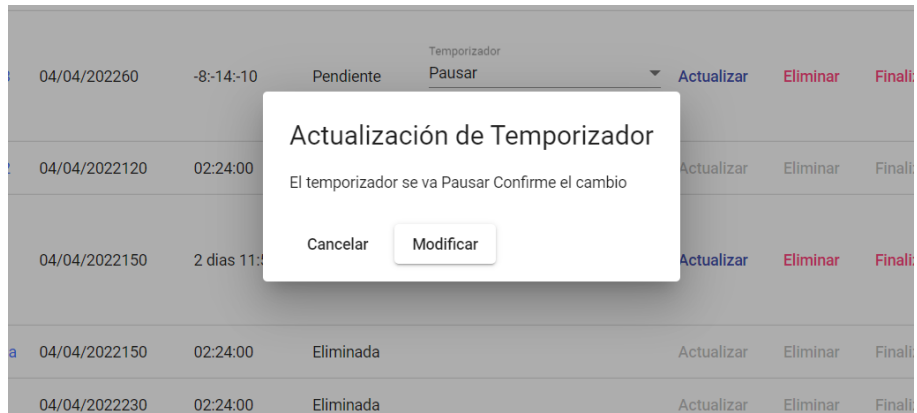 Temporizador
04/04/202260 -8:-14:-10 Pendiente Pausar Actualizar Eliminar
Actualización de Temporizador
04/04/2022120 02:24:00 Actualizar Eliminar
El temporizador se va Pausar Confirme el cambio
Cancelar Modificar
04/04/2022150 2 dias Actualizar Eliminar
a 04/04/2022150 02:24:00 Eliminada Actualizar Eliminar
04/04/2022230 02:24:00 Eliminada Actualizar Eliminar